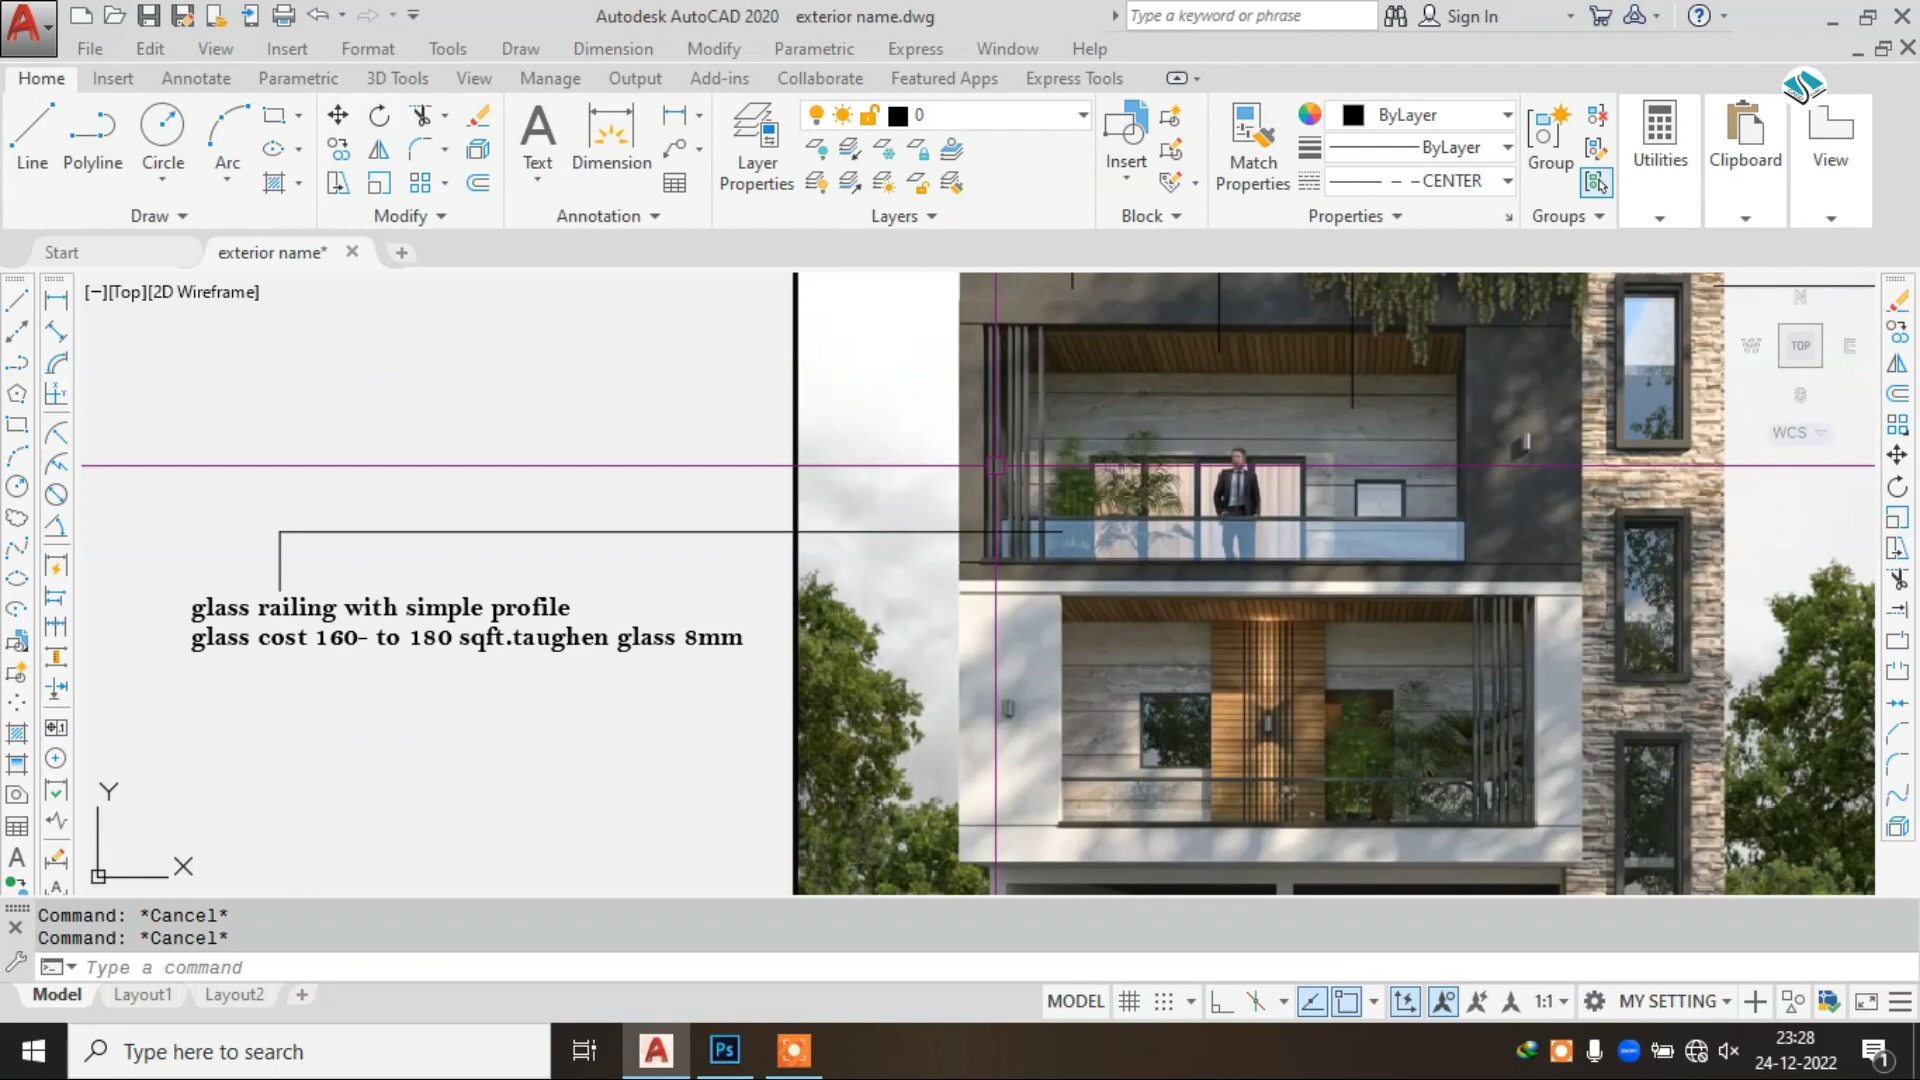 Autodesk AutoCAD 2020 exterior name.dwg
Type a keyword or phrase
Sign In
File Edit View Insert Format Tools Draw Dimension Modify Parametric Express Window Help
Home Insert Annotate Parametric 3D Tools View Manage Output Add-ins Collaborate Featured Apps Express Tools
0
ByLayer
ByLayer
CENTER
Line Polyline Circle Arc
Text Dimension
Layer Properties
Insert
Match Properties
Group
Utilities Clipboard View
Draw Modify Annotation Layers Block Properties Groups
Start exterior name*
[−][Top][2D Wireframe]
N
W TOP E
S
WCS
glass railing with simple profile
glass cost 160- to 180 sqft.taughen glass 8mm
Y
X
Command: *Cancel*
Command: *Cancel*
Type a command
Model Layout1 Layout2
MODEL 1:1 MY SETTING
Type here to search
A
Ps
zoom
23:28
24-12-2022
1